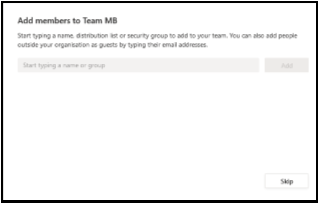 Add members to Team MB
Start typing a name, distribution list or security group to add to your team. You can also add people
outside your organisation as guests by typing their email addresses.
Start typing a name or group
Add
Skip